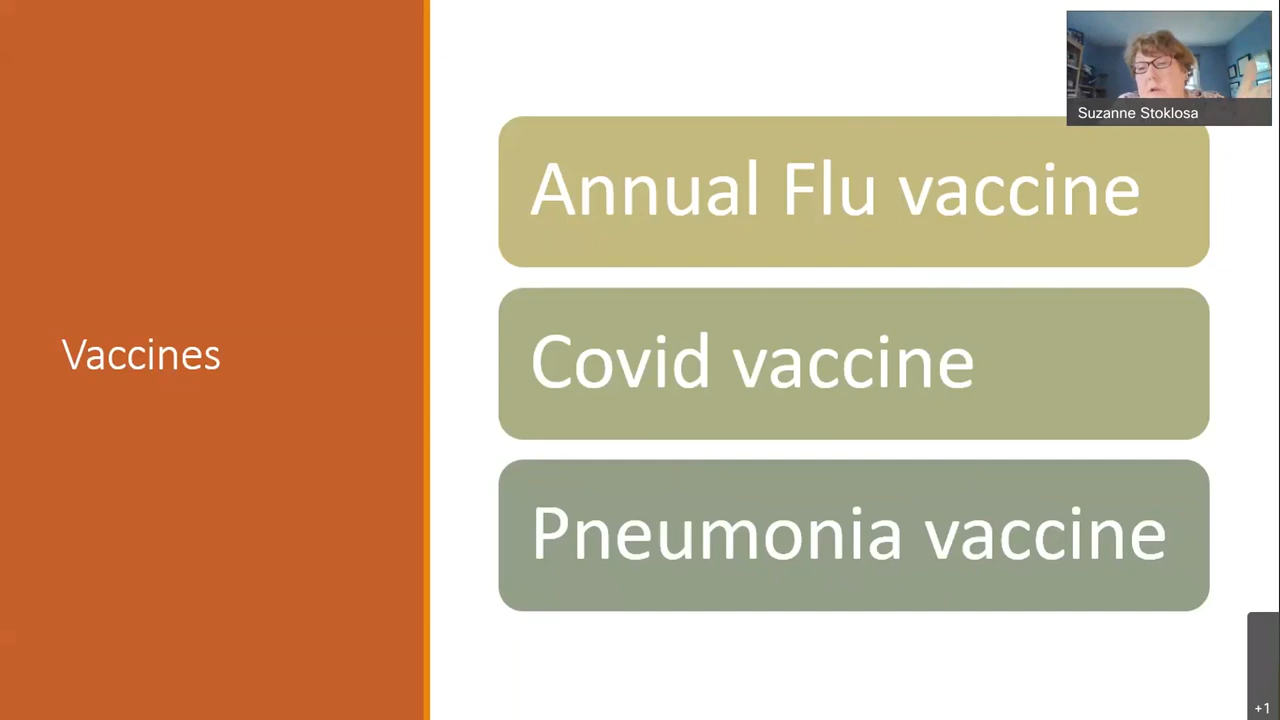 Vaccines
Suzanne Stoklosa
Annual Flu vaccine
Covid vaccine
Pneumonia vaccine
+1